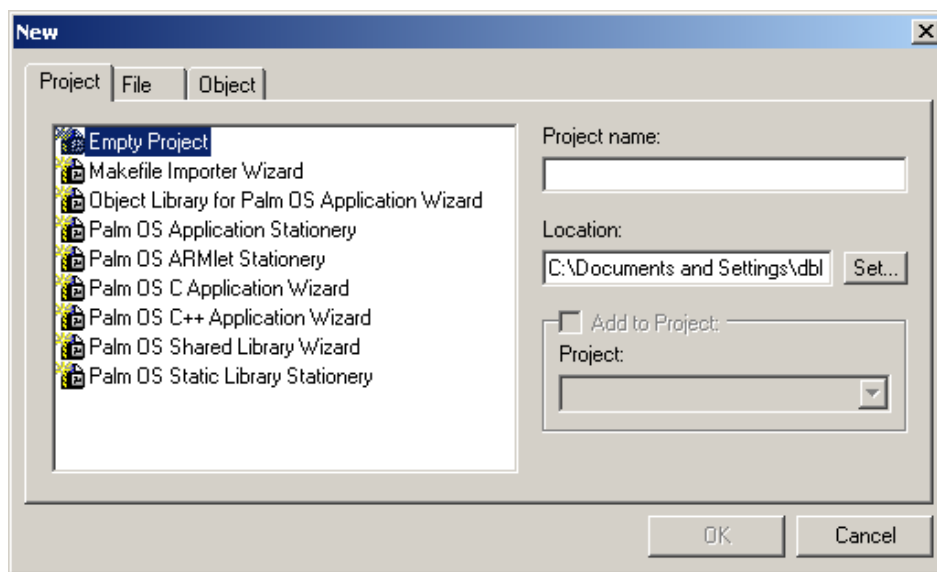 New
Project File Object
Empty Project
Makefile Importer Wizard
Object Library for Palm OS Application Wizard
Palm OS Application Stationery
Palm OS ARMlet Stationery
Palm OS C Application Wizard
Palm OS C++ Application Wizard
Palm OS Shared Library Wizard
Palm OS Static Library Stationery
Project name:
Location:
C:\Documents and Settings\dbl
Set...
Add to Project:
Project:
OK Cancel